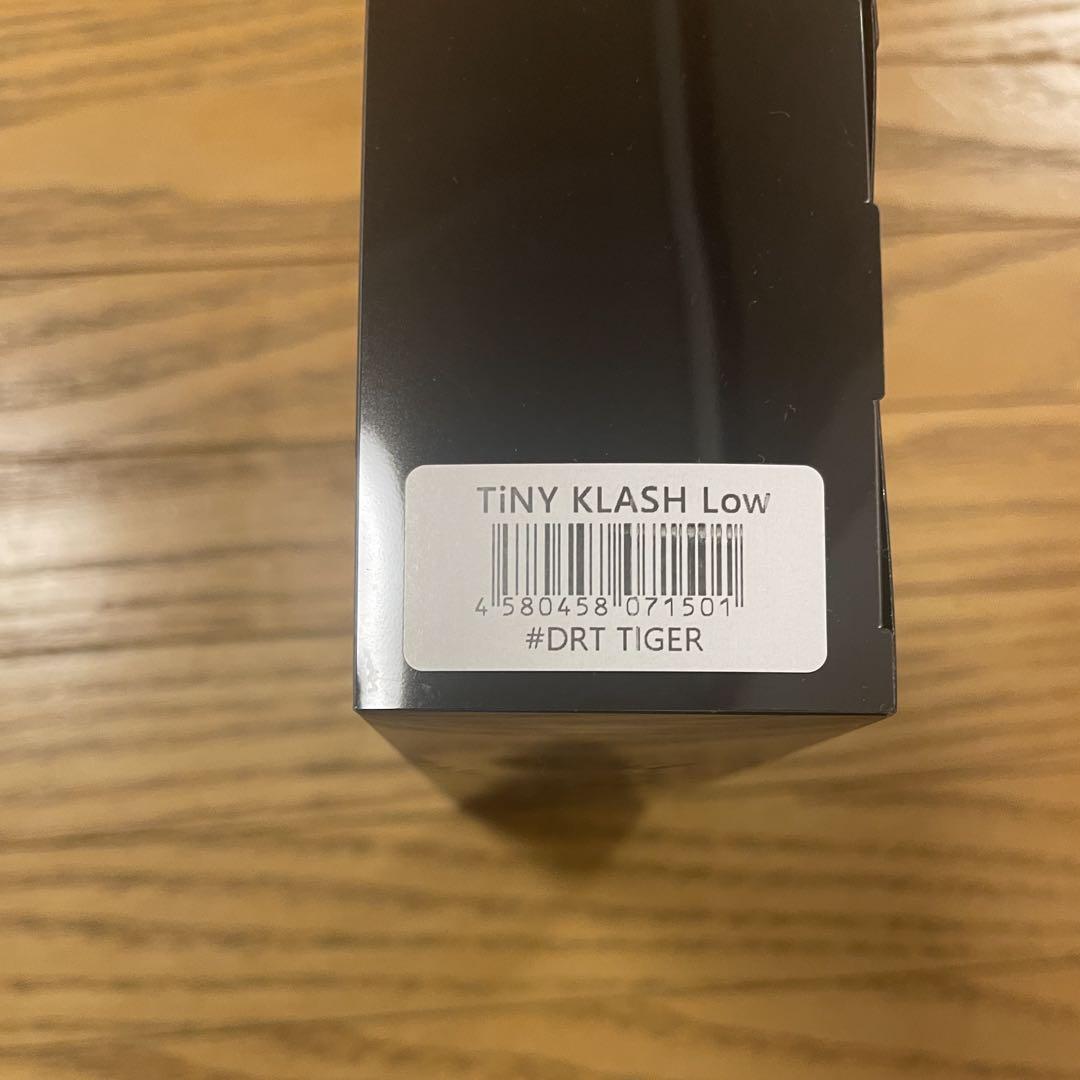 TiNY KLASH Low
4 580458 071501
#DRT TIGER